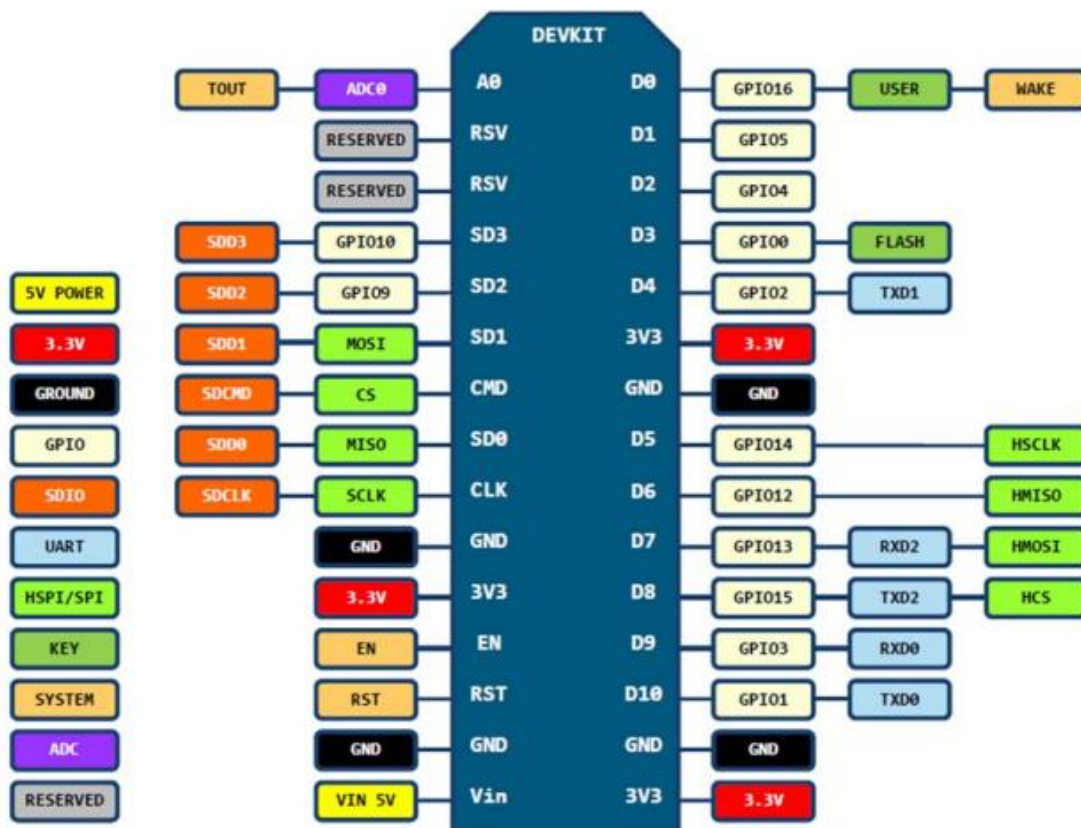 DEVKIT
TOUT ADC0 A0 D0 GPIO16 USER WAKE
RESERVED RSV D1 GPIO5
RESERVED RSV D2 GPIO4
SDD3 GPIO10 SD3 D3 GPIO0 FLASH
5V POWER SDD2 GPIO9 SD2 D4 GPIO2 TXD1
3.3V SDD1 MOSI SD1 3V3 3.3V
GROUND SDCMD CS CMD GND GND
GPIO SDD0 MISO SD0 D5 GPIO14 HSCLK
SDIO SDCLK SCLK CLK D6 GPIO12 HMISO
UART GND GND D7 GPIO13 RXD2 HMOSI
HSPI/SPI 3.3V 3V3 D8 GPIO15 TXD2 HCS
KEY EN EN D9 GPIO3 RXD0
SYSTEM RST RST D10 GPIO1 TXD0
ADC GND GND GND GND
RESERVED VIN 5V Vin 3V3 3.3V